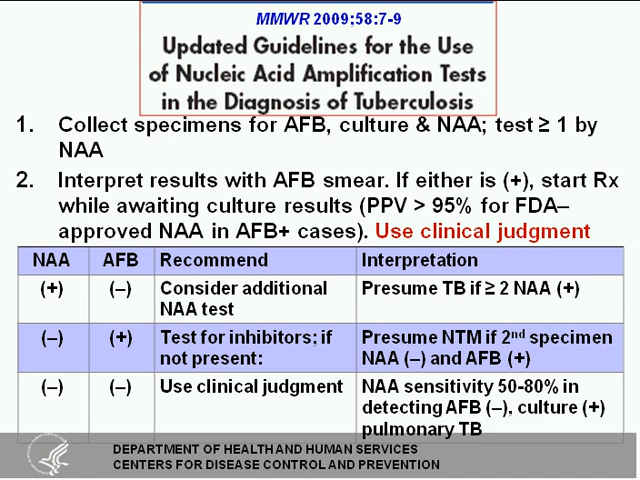 MMWR 2009;58:7-9
Updated Guidelines for the Use
of Nucleic Acid Amplification Tests
in the Diagnosis of Tuberculosis
1. Collect specimens for AFB, culture & NAA; test ≥ 1 by
NAA
2. Interpret results with AFB smear. If either is (+), start Rx
while awaiting culture results (PPV > 95% for FDA–
approved NAA in AFB+ cases). Use clinical judgment
NAA AFB Recommend Interpretation
(+) (–) Consider additional Presume TB if ≥ 2 NAA (+)
NAA test
(–) (+) Test for inhibitors; if Presume NTM if 2nd specimen
not present: NAA (–) and AFB (+)
(–) (–) Use clinical judgment NAA sensitivity 50-80% in
detecting AFB (–), culture (+)
pulmonary TB
DEPARTMENT OF HEALTH AND HUMAN SERVICES
CENTERS FOR DISEASE CONTROL AND PREVENTION